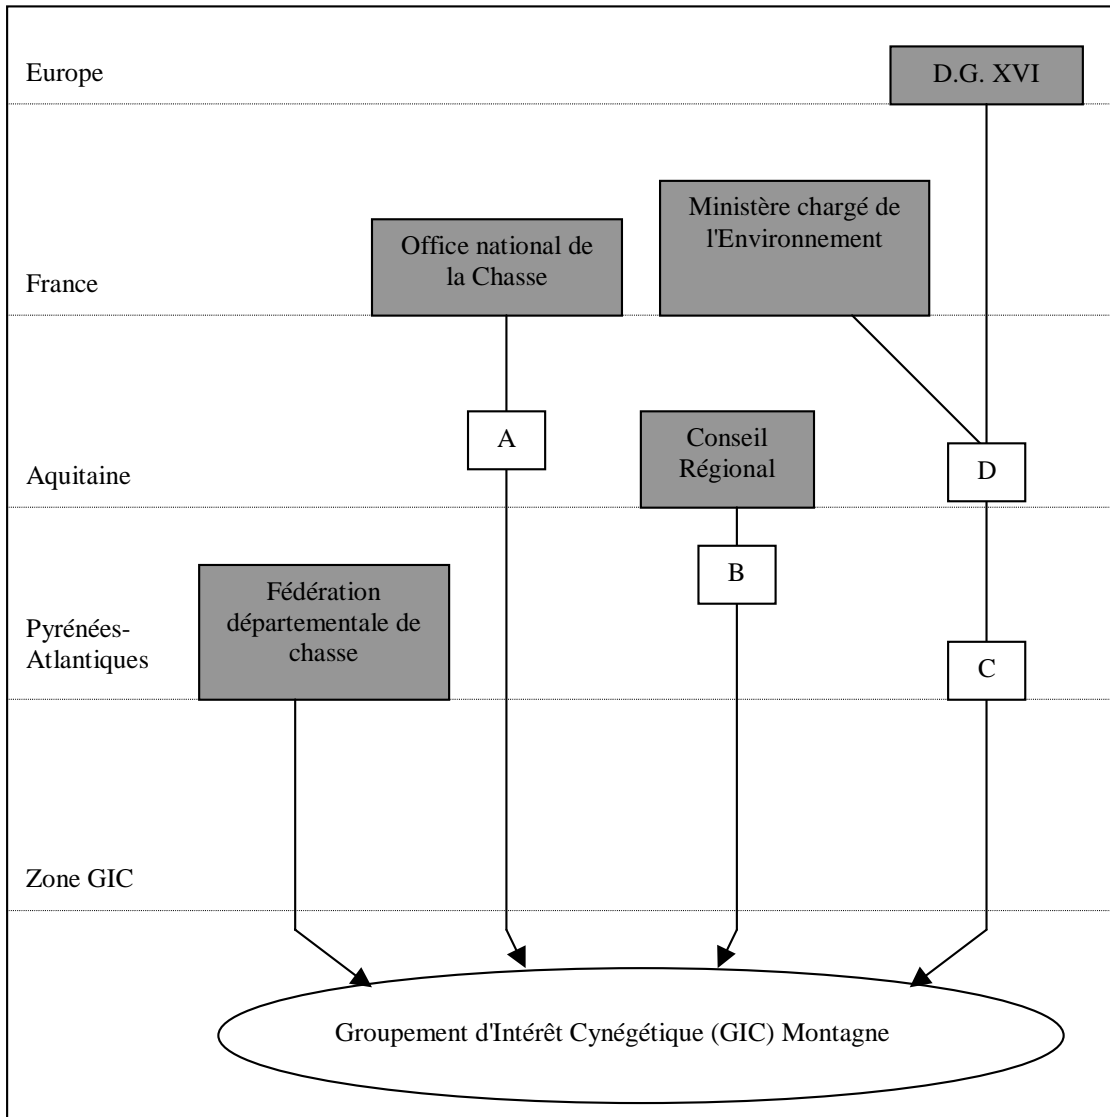 Europe
D.G. XVI
Ministère chargé de
l'Environnement
Office national de
la Chasse
France
A
Conseil
Régional
D
Aquitaine
B
Fédération
départementale de
chasse
Pyrénées-
Atlantiques
C
Zone GIC
Groupement d'Intérêt Cynégétique (GIC) Montagne